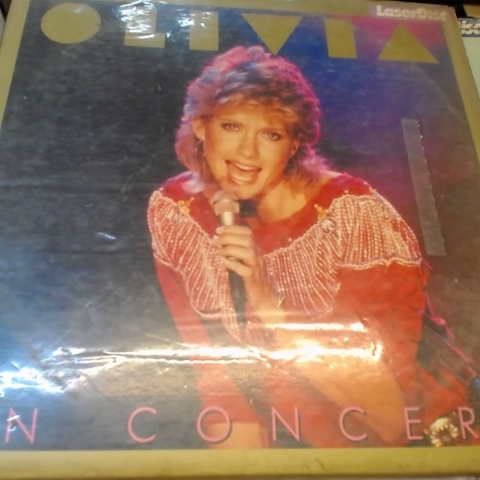 OLIVIA
LaserDisc
N CONCER